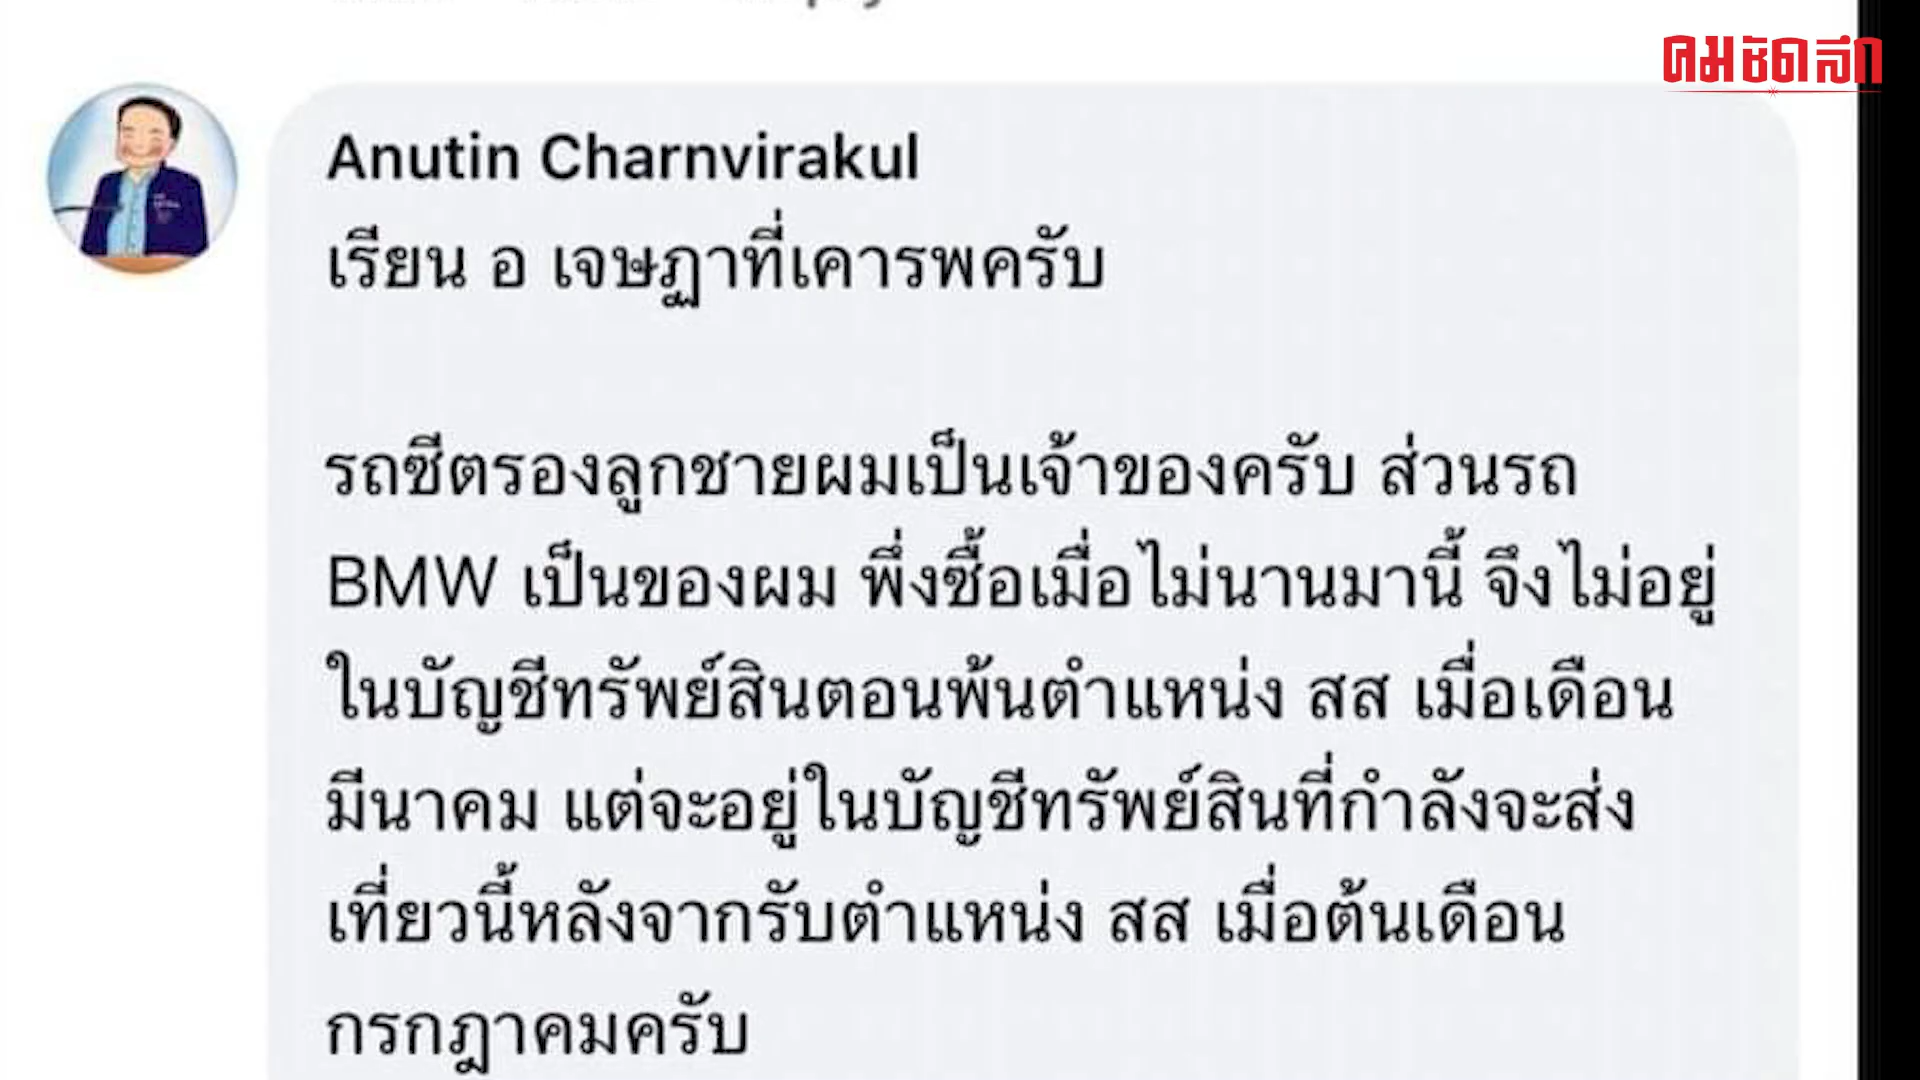 คมชัดลึก
Anutin Charnvirakul
เรียน อ เจษฏาที่เคารพครับ
รถซีตรองลูกชายผมเป็นเจ้าของครับ ส่วนรถ
BMW เป็นของผม พึ่งซื้อเมื่อไม่นานมานี้ จึงไม่อยู่
ในบัญชีทรัพย์สินตอนพ้นตำแหน่ง สส เมื่อเดือน
มีนาคม แต่จะอยู่ในบัญชีทรัพย์สินที่กำลังจะส่ง
เที่ยวนี้หลังจากรับตำแหน่ง สส เมื่อต้นเดือน
กรกฎาคมครับ